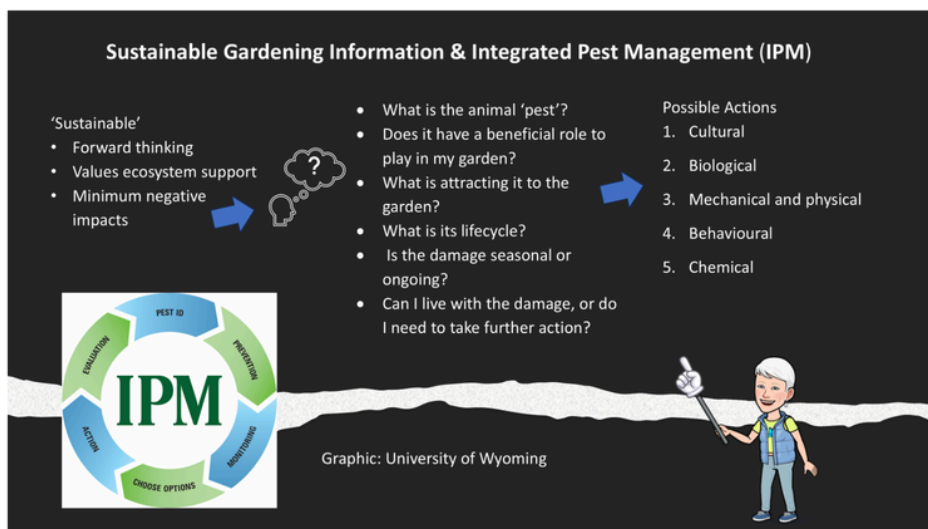 Sustainable Gardening Information & Integrated Pest Management (IPM)
'Sustainable'
• Forward thinking
• Values ecosystem support
• Minimum negative
impacts
?
• What is the animal 'pest'?
• Does it have a beneficial role to
play in my garden?
• What is attracting it to the
garden?
• What is its lifecycle?
• Is the damage seasonal or
ongoing?
• Can I live with the damage, or do
I need to take further action?
Possible Actions
1. Cultural
2. Biological
3. Mechanical and physical
4. Behavioural
5. Chemical
PEST ID
PREVENTION
MONITORING
CHOOSE OPTIONS
ACTION
EVALUATION
IPM
Graphic: University of Wyoming